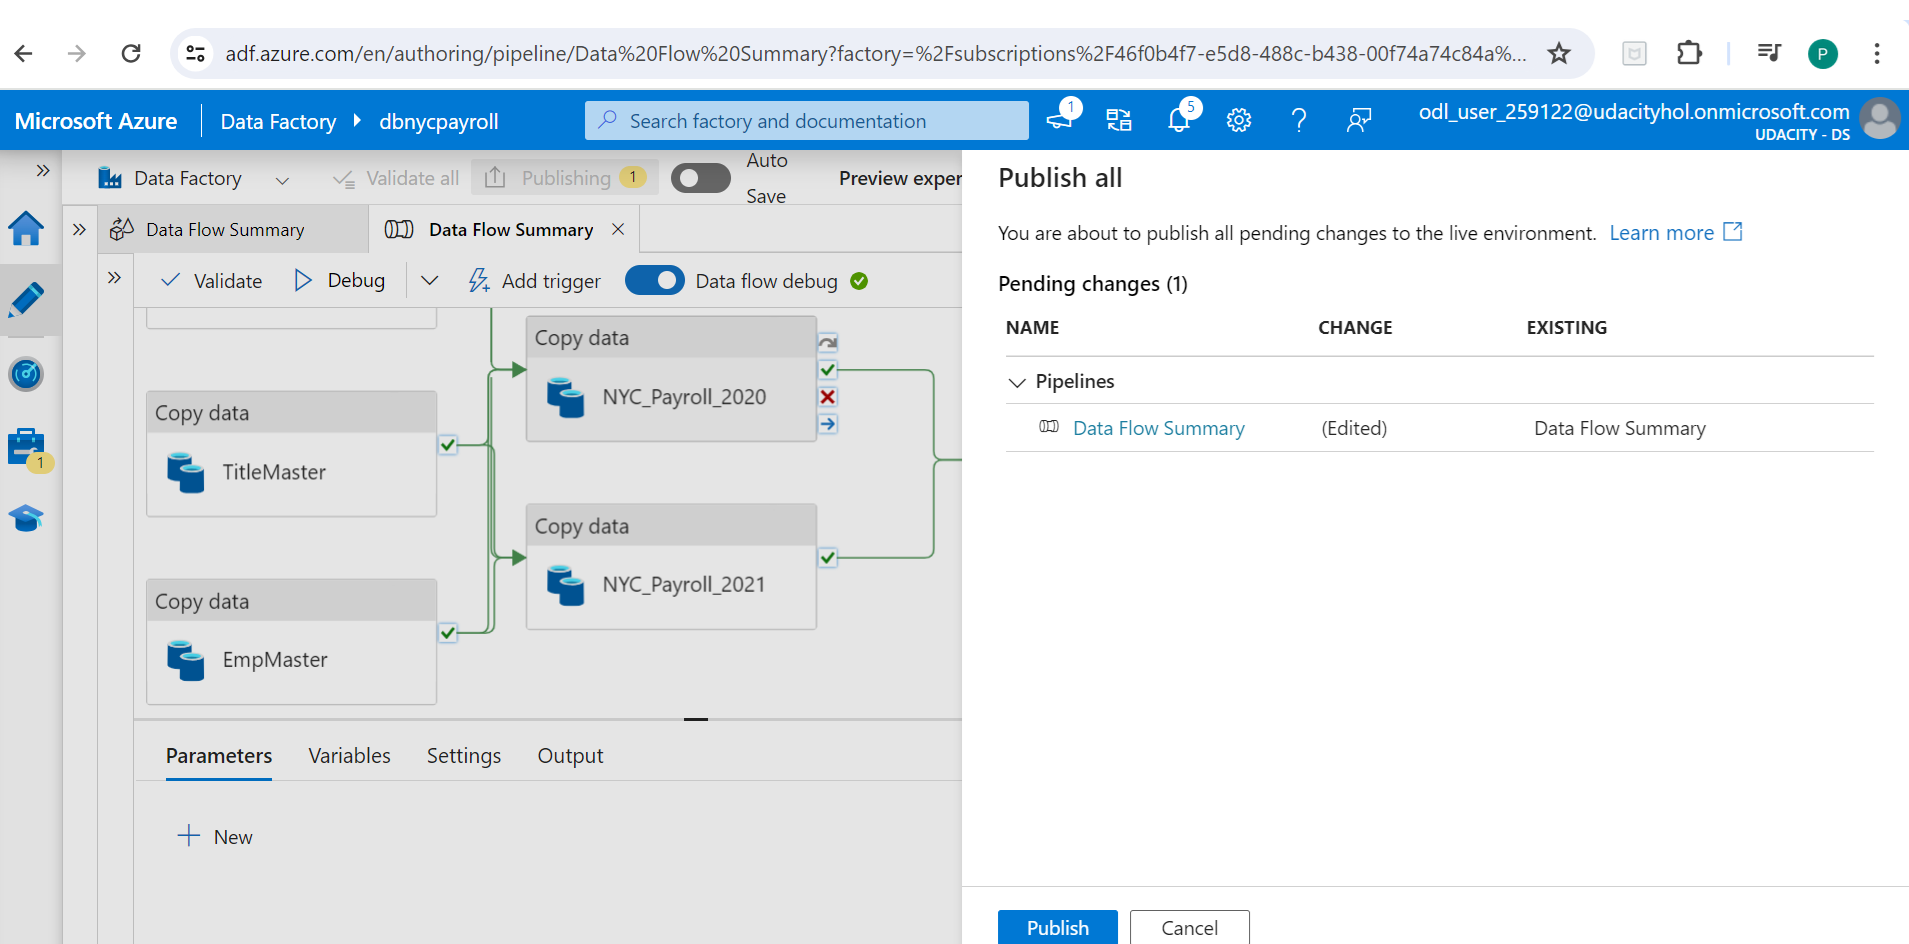 adf.azure.com/en/authoring/pipeline/Data%20Flow%20Summary?factory=%2Fsubscriptions%2F46f0b4f7-e5d8-488c-b438-00f74a74c84a%...
P
Microsoft Azure
Data Factory
dbnycpayroll
Search factory and documentation
1
5
odl_user_259122@udacityhol.onmicrosoft.com
UDACITY - DS
Data Factory
Validate all
Publishing
1
Auto
Save
Preview exper
Data Flow Summary
Data Flow Summary
Validate
Debug
Add trigger
Data flow debug
1
Copy data
NYC_Payroll_2020
Copy data
TitleMaster
Copy data
NYC_Payroll_2021
Copy data
EmpMaster
Parameters
Variables
Settings
Output
New
Publish all
You are about to publish all pending changes to the live environment. Learn more
Pending changes (1)
NAME CHANGE EXISTING
Pipelines
Data Flow Summary (Edited) Data Flow Summary
Publish
Cancel